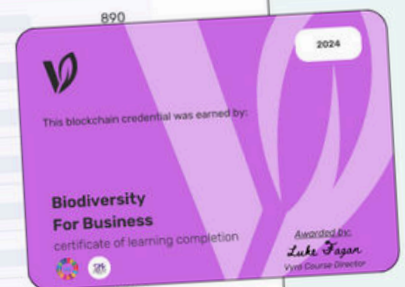 890
2024
This blockchain credential was earned by:
Biodiversity
For Business
certificate of learning completion
Awarded by:
Luke Fagan
Vyro Course Director